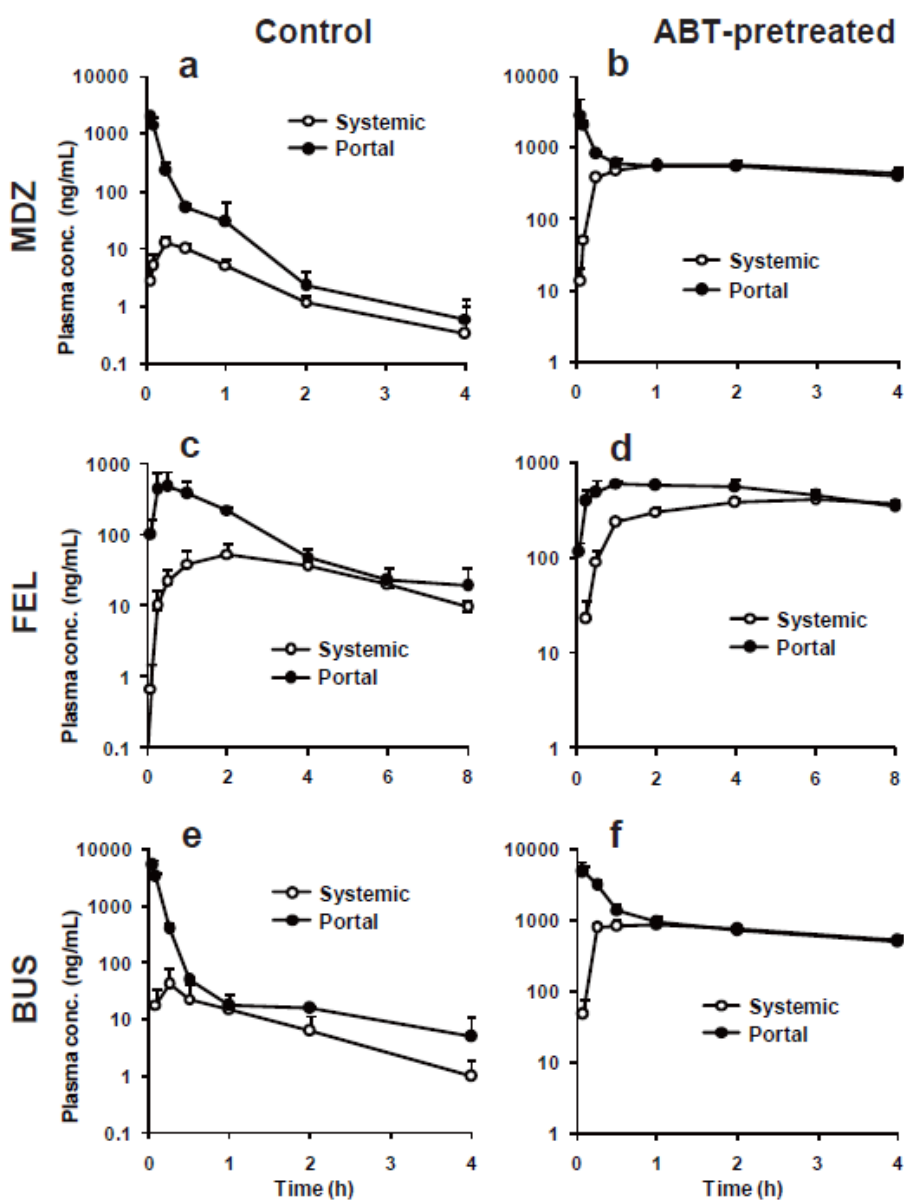 Control
ABT-pretreated
MDZ
a
Plasma conc. (ng/mL)
10000
1000
100
10
1
0.1
Systemic
Portal
0 1 2 3 4
b
10000
1000
100
10
1
Systemic
Portal
0 1 2 3 4
FEL
c
Plasma conc. (ng/mL)
1000
100
10
1
0.1
Systemic
Portal
0 2 4 6 8
d
1000
100
10
1
Systemic
Portal
0 2 4 6 8
BUS
e
Plasma conc. (ng/mL)
10000
1000
100
10
1
0.1
Systemic
Portal
0 1 2 3 4
Time (h)
f
10000
1000
100
10
1
Systemic
Portal
0 1 2 3 4
Time (h)